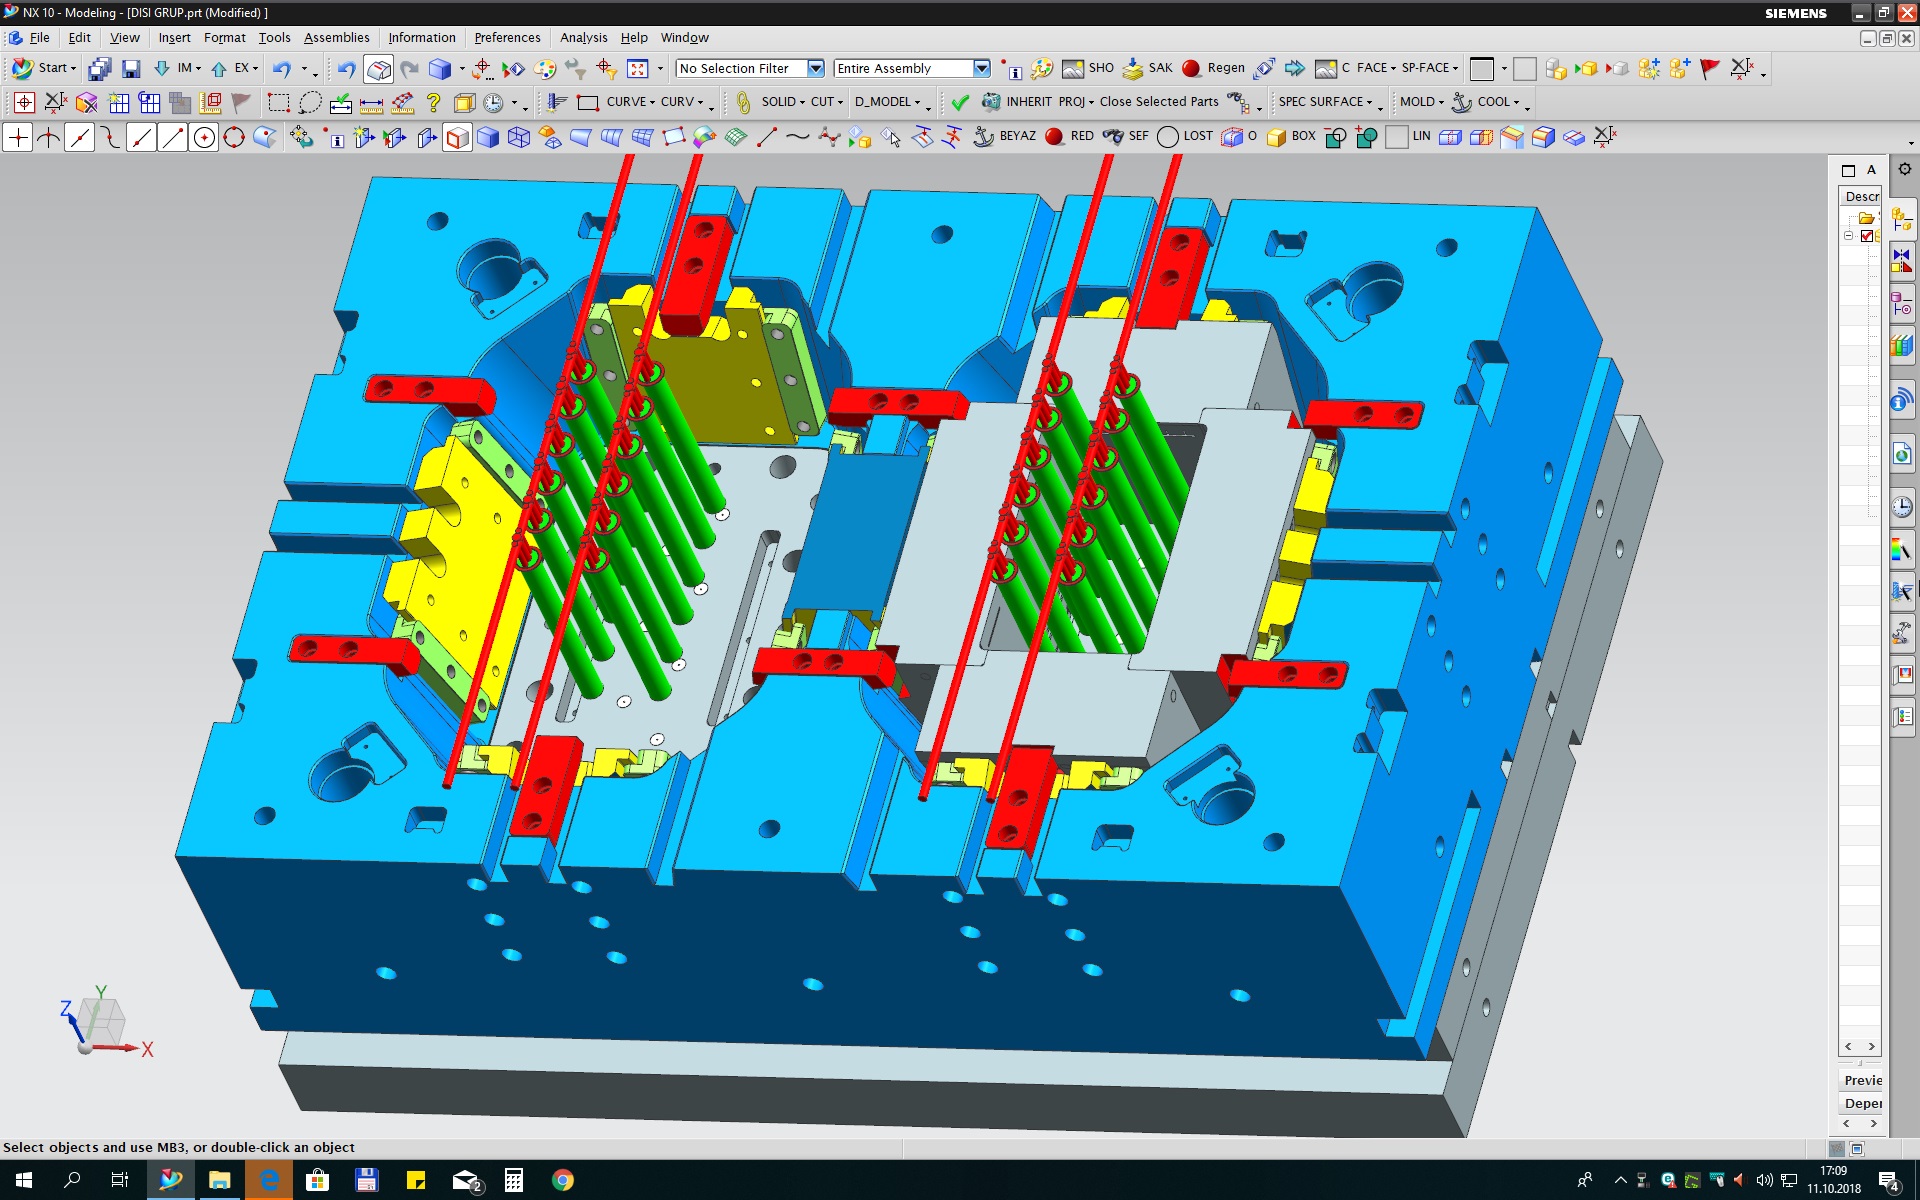 NX 10 - Modeling - [DISI GRUP.prt (Modified) ]
SIEMENS
File Edit View Insert Format Tools Assemblies Information Preferences Analysis Help Window
Start IM EX No Selection Filter Entire Assembly SHO SAK Regen C FACE SP-FACE
CURVE CURV SOLID CUT D_MODEL INHERIT PROJ Close Selected Parts SPEC SURFACE MOLD COOL
BEYAZ RED SEF LOST O BOX LIN
A
Descr
Z Y X
Previe
Deper
Select objects and use MB3, or double-click an object
2
17:09
11.10.2018
4